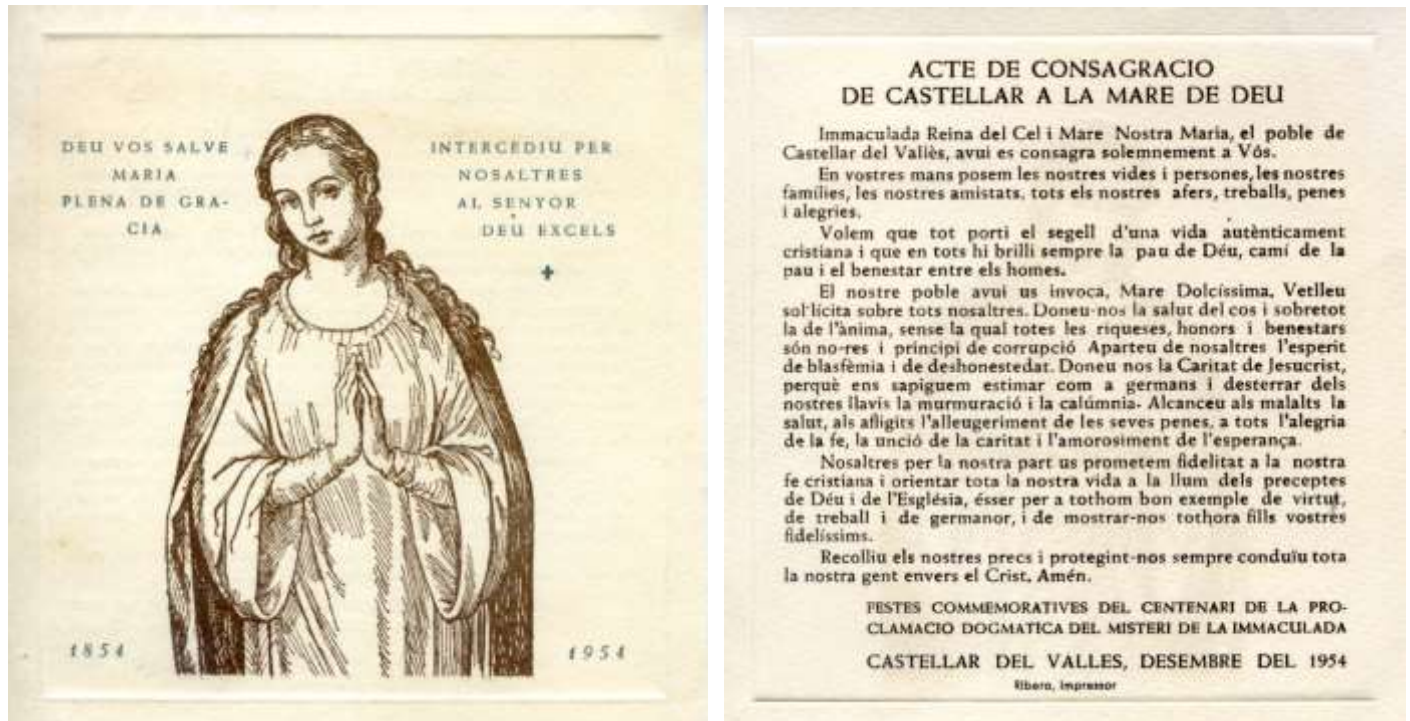 DEU VOS SALVE
MARIA
PLENA DE GRA-
CIA
INTERCEDIU PER
NOSALTRES
AL SENYOR
DEU EXCELS
1854
1954
ACTE DE CONSAGRACIO
DE CASTELLAR A LA MARE DE DEU
Immaculada Reina del Cel i Mare Nostra Maria, el poble de
Castellar del Vallès, avui es consagra solemnement a Vós.
En vostres mans posem les nostres vides i persones, les nostres
famílies, les nostres amistats, tots els nostres afers, treballs, penes
i alegries.
Volem que tot porti el segell d'una vida autènticament
cristiana i que en tots hi brilli sempre la pau de Déu, camí de la
pau i el benestar entre els homes.
El nostre poble avui us invoca, Mare Dolcíssima, Vetlleu
sol·lícita sobre tots nosaltres. Doneu-nos la salut del cos i sobretot
la de l'ànima, sense la qual totes les riqueses, honors i benestars
són no-res i principi de corrupció Aparteu de nosaltres l'esperit
de blasfèmia i de deshonestedat. Doneu nos la Caritat de Jesucrist,
perquè ens sapiguem estimar com a germans i desterrar dels
nostres llavis la murmuració i la calúmnia. Alcanceu als malalts la
salut, als afligits l'alleugeriment de les seves penes, a tots l'alegria
de la fe, la unció de la caritat i l'amorosiment de l'esperança.
Nosaltres per la nostra part us prometem fidelitat a la nostra
fe cristiana i orientar tota la nostra vida a la llum dels preceptes
de Déu i de l'Església, ésser per a tothom bon exemple de virtut,
de treball i de germanor, i de mostrar-nos tothora fills vostres
fidelíssims.
Recolliu els nostres precs i protegint-nos sempre conduïu tota
la nostra gent envers el Crist. Amén.
FESTES COMMEMORATIVES DEL CENTENARI DE LA PRO-
CLAMACIO DOGMATICA DEL MISTERI DE LA IMMACULADA
CASTELLAR DEL VALLES, DESEMBRE DEL 1954
Ribera, impressor